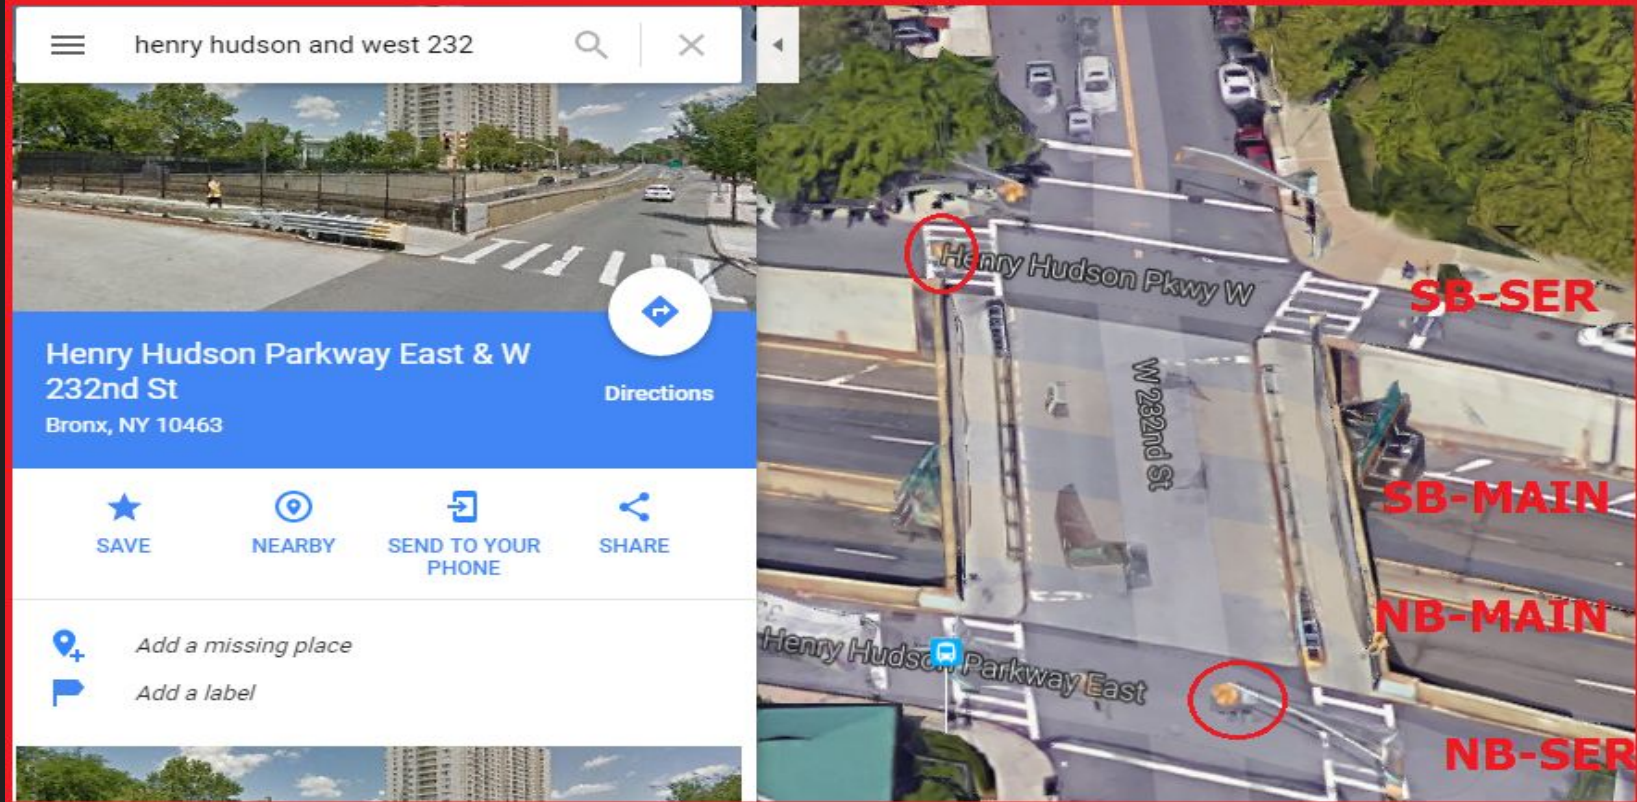 henry hudson and west 232
Henry Hudson Parkway East & W
232nd St
Bronx, NY 10463
Directions
SAVE
NEARBY
SEND TO YOUR
PHONE
SHARE
Add a missing place
Add a label
Henry Hudson Pkwy W
SB-SER
W 232nd St
SB-MAIN
NB-MAIN
Henry Hudson Parkway East
NB-SER